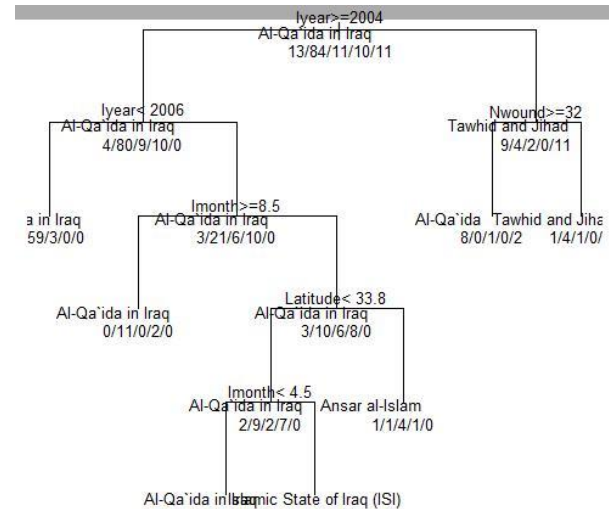 Iyear>=2004
Al-Qa`ida in Iraq
13/84/11/10/11
Iyear< 2006
Al-Qa`ida in Iraq
4/80/9/10/0
Nwound>=32
Tawhid and Jihad
9/4/2/0/11
a in Iraq
59/3/0/0
Imonth>=8.5
Al-Qa`ida in Iraq
3/21/6/10/0
Al-Qa`ida
8/0/1/0/2
Tawhid and Jiha
1/4/1/0/
Al-Qa`ida in Iraq
0/11/0/2/0
Latitude< 33.8
Al-Qa`ida in Iraq
3/10/6/8/0
Imonth< 4.5
Al-Qa`ida in Iraq
2/9/2/7/0
Ansar al-Islam
1/1/4/1/0
Al-Qa`ida in Iraq
Islamic State of Iraq (ISI)